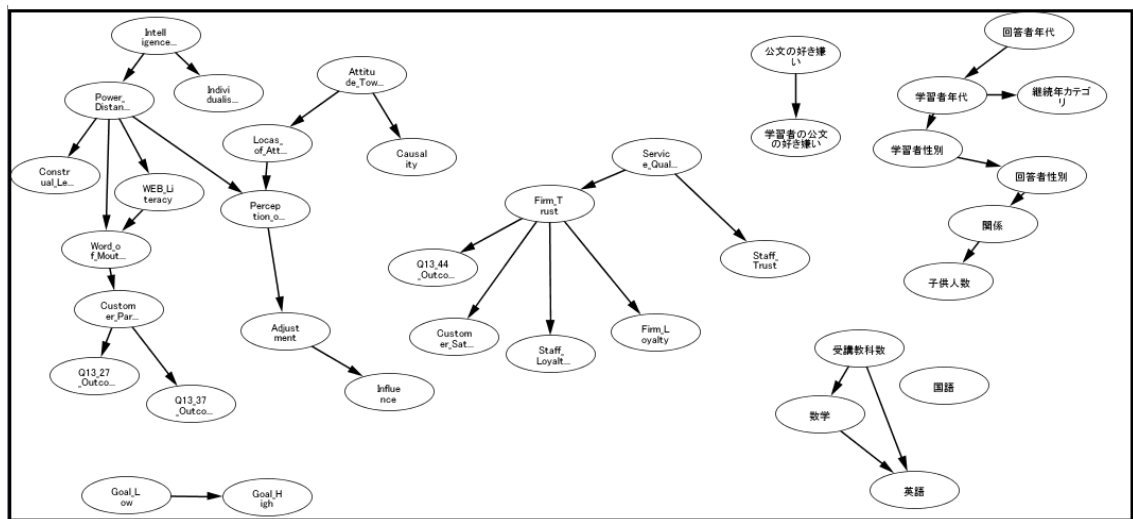 Intell
igence...
Power_
Distan...
Indivi
dualis...
Constr
ual_Le...
WEB_Li
teracy
Word_o
f_Mout...
Custom
er_Par...
Q13_27
_Outco...
Q13_37
_Outco...
Attitu
de_Tow...
Locas_
of_Att...
Causal
ity
Percep
tion_o...
Adjust
ment
Influe
nce
Goal_L
ow
Goal_H
igh
Servic
e_Qual...
Firm_T
rust
Staff_
Trust
Q13_44
_Outco...
Custom
er_Sat...
Staff_
Loyalt...
Firm_L
oyalty
公文の好き嫌
い
学習者の公文
の好き嫌い
回答者年代
学習者年代
継続年カテゴ
リ
学習者性別
回答者性別
関係
子供人数
受講教科数
国語
数学
英語